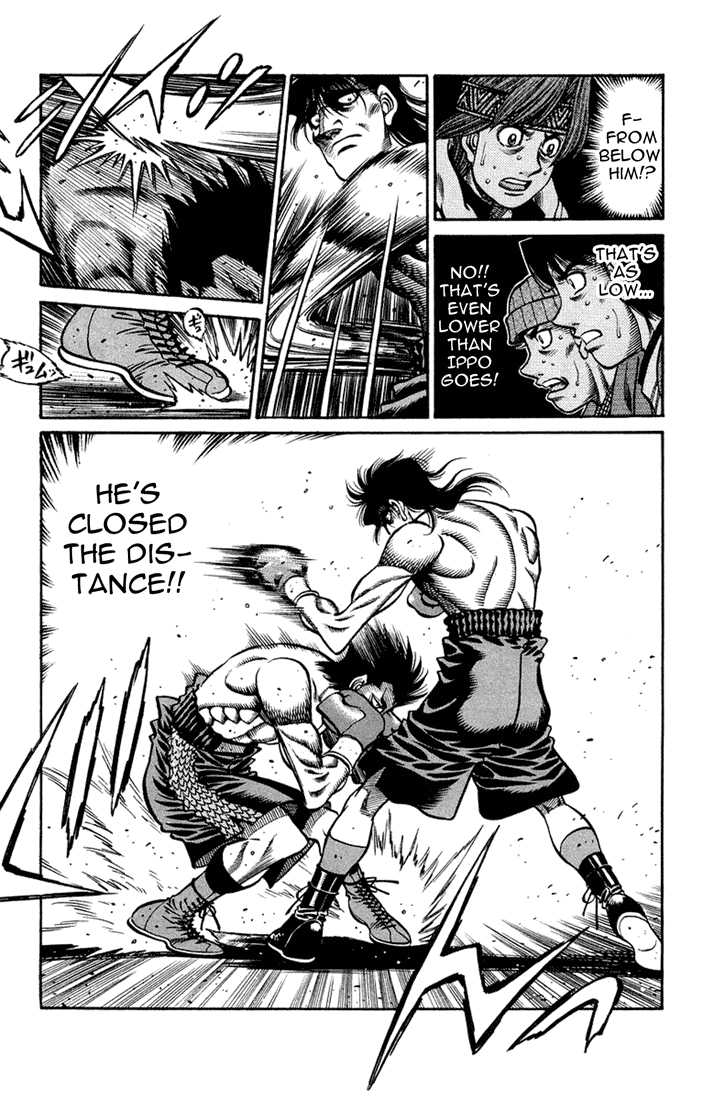 F-
FROM
BELOW
HIM!?
THAT'S
AS
LOW...
NO!!
THAT'S
EVEN
LOWER
THAN
IPPO
GOES!
HE'S
CLOSED
THE DIS-
TANCE!!